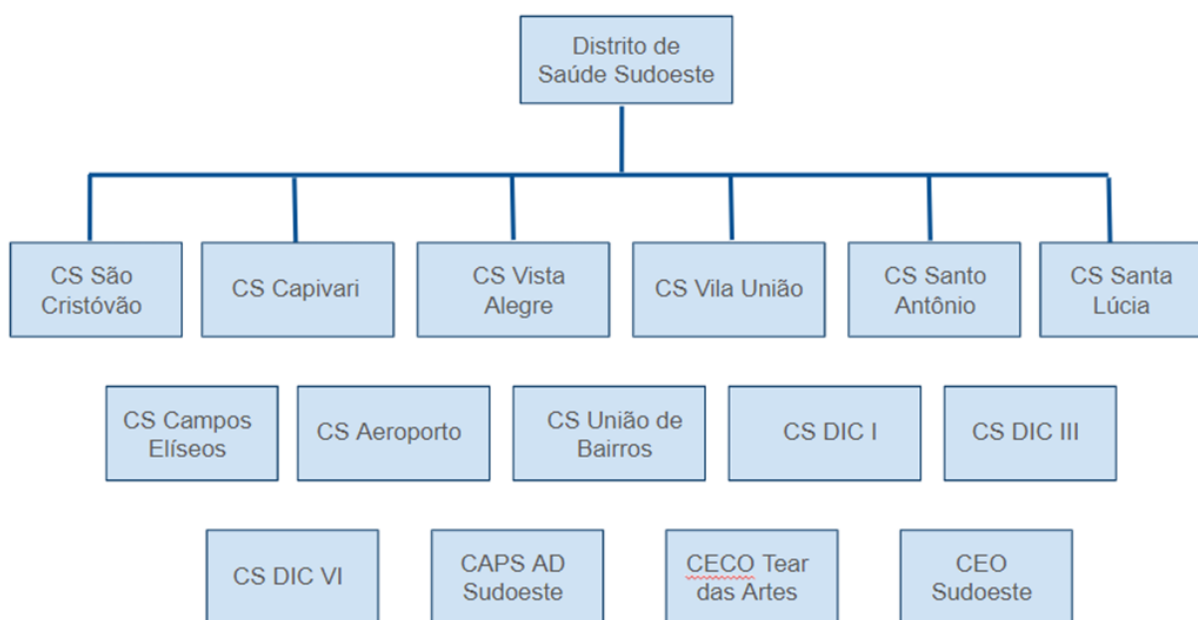 Distrito de
Saúde Sudoeste
CS São
Cristóvão
CS Capivari
CS Vista
Alegre
CS Vila União
CS Santo
Antônio
CS Santa
Lúcia
CS Campos
Elíseos
CS Aeroporto
CS União de
Bairros
CS DIC I
CS DIC III
CS DIC VI
CAPS AD
Sudoeste
CECO Tear
das Artes
CEO
Sudoeste